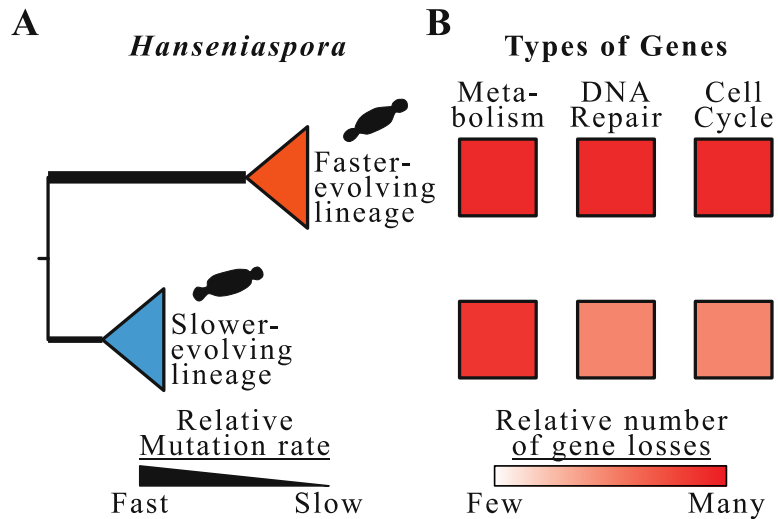 A
Hanseniaspora
Faster-
evolving
lineage
Slower-
evolving
lineage
Relative
Mutation rate
Fast
Slow
B
Types of Genes
Meta-
bolism
DNA
Repair
Cell
Cycle
Relative number
of gene losses
Few
Many